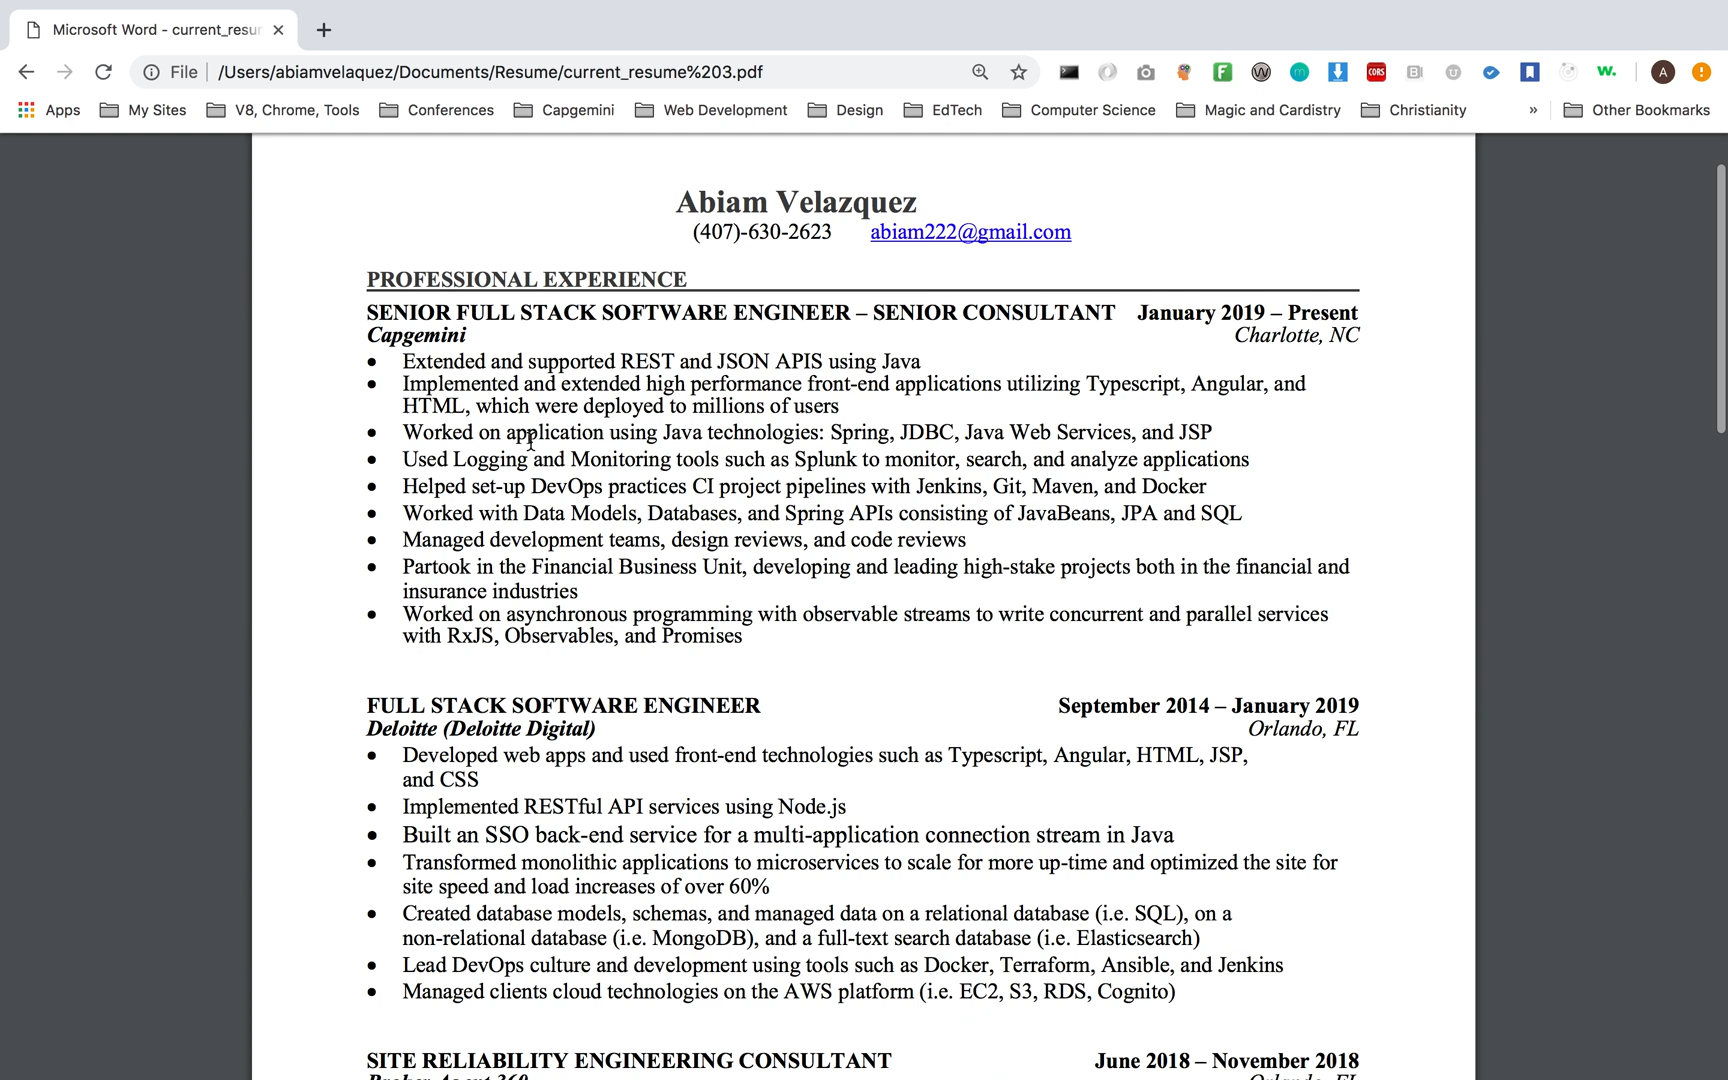 Microsoft Word - current_resu
File /Users/abiamvelaquez/Documents/Resume/current_resume%203.pdf
CORS
A
Apps My Sites V8, Chrome, Tools Conferences Capgemini Web Development Design EdTech Computer Science Magic and Cardistry Christianity » Other Bookmarks
Abiam Velazquez
(407)-630-2623 abiam222@gmail.com
PROFESSIONAL EXPERIENCE
SENIOR FULL STACK SOFTWARE ENGINEER – SENIOR CONSULTANT January 2019 – Present
Capgemini Charlotte, NC
• Extended and supported REST and JSON APIS using Java
• Implemented and extended high performance front-end applications utilizing Typescript, Angular, and
HTML, which were deployed to millions of users
• Worked on application using Java technologies: Spring, JDBC, Java Web Services, and JSP
• Used Logging and Monitoring tools such as Splunk to monitor, search, and analyze applications
• Helped set-up DevOps practices CI project pipelines with Jenkins, Git, Maven, and Docker
• Worked with Data Models, Databases, and Spring APIs consisting of JavaBeans, JPA and SQL
• Managed development teams, design reviews, and code reviews
• Partook in the Financial Business Unit, developing and leading high-stake projects both in the financial and
insurance industries
• Worked on asynchronous programming with observable streams to write concurrent and parallel services
with RxJS, Observables, and Promises
FULL STACK SOFTWARE ENGINEER September 2014 – January 2019
Deloitte (Deloitte Digital) Orlando, FL
• Developed web apps and used front-end technologies such as Typescript, Angular, HTML, JSP,
and CSS
• Implemented RESTful API services using Node.js
• Built an SSO back-end service for a multi-application connection stream in Java
• Transformed monolithic applications to microservices to scale for more up-time and optimized the site for
site speed and load increases of over 60%
• Created database models, schemas, and managed data on a relational database (i.e. SQL), on a
non-relational database (i.e. MongoDB), and a full-text search database (i.e. Elasticsearch)
• Lead DevOps culture and development using tools such as Docker, Terraform, Ansible, and Jenkins
• Managed clients cloud technologies on the AWS platform (i.e. EC2, S3, RDS, Cognito)
SITE RELIABILITY ENGINEERING CONSULTANT June 2018 – November 2018